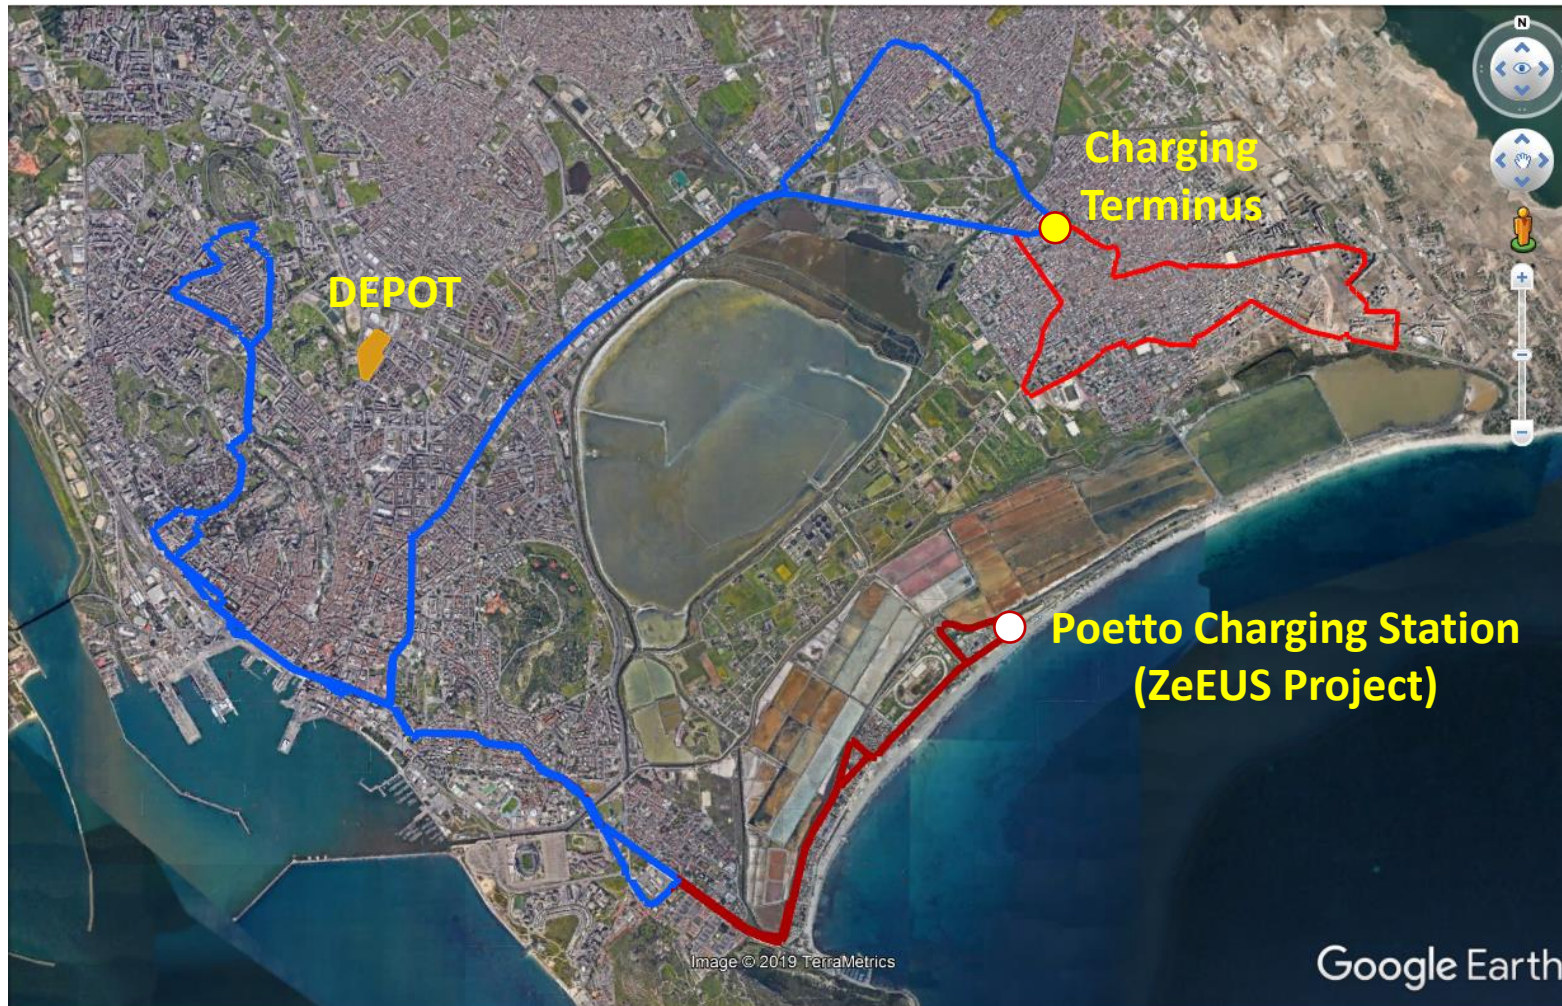 N
Charging
Terminus
DEPOT
Poetto Charging Station
(ZeEUS Project)
Image © 2019 TerraMetrics
Google Earth